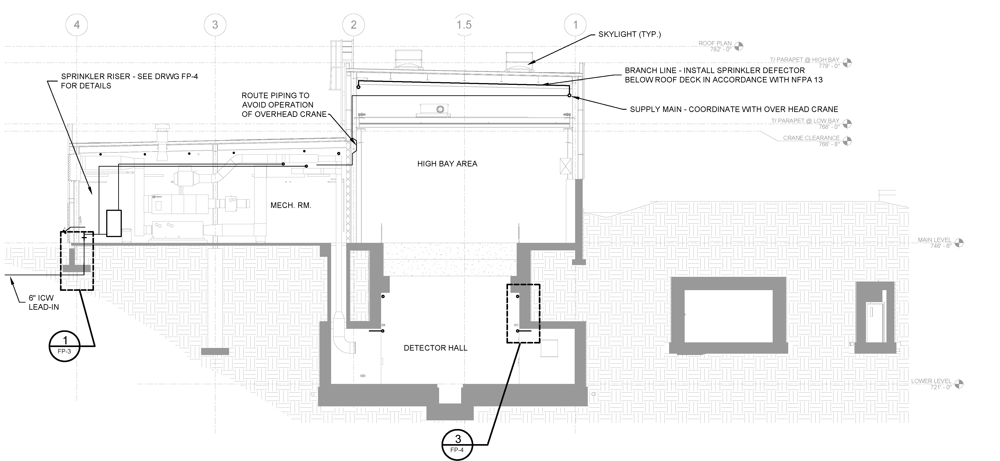 4
3
2
1.5
1
SKYLIGHT (TYP.)
ROOF PLAN
782' - 0"
T/ PARAPET @ HIGH BAY
779' - 0"
BRANCH LINE - INSTALL SPRINKLER DEFECTOR
BELOW ROOF DECK IN ACCORDANCE WITH NFPA 13
SPRINKLER RISER - SEE DRWG FP-4
FOR DETAILS
ROUTE PIPING TO
AVOID OPERATION
OF OVERHEAD CRANE
SUPPLY MAIN - COORDINATE WITH OVER HEAD CRANE
T/ PARAPET @ LOW BAY
768' - 0"
CRANE CLEARANCE
766' - 8"
HIGH BAY AREA
MECH. RM.
MAIN LEVEL
746' - 6"
6" ICW
LEAD-IN
1
FP-3
DETECTOR HALL
LOWER LEVEL
721' - 0"
3
FP-4